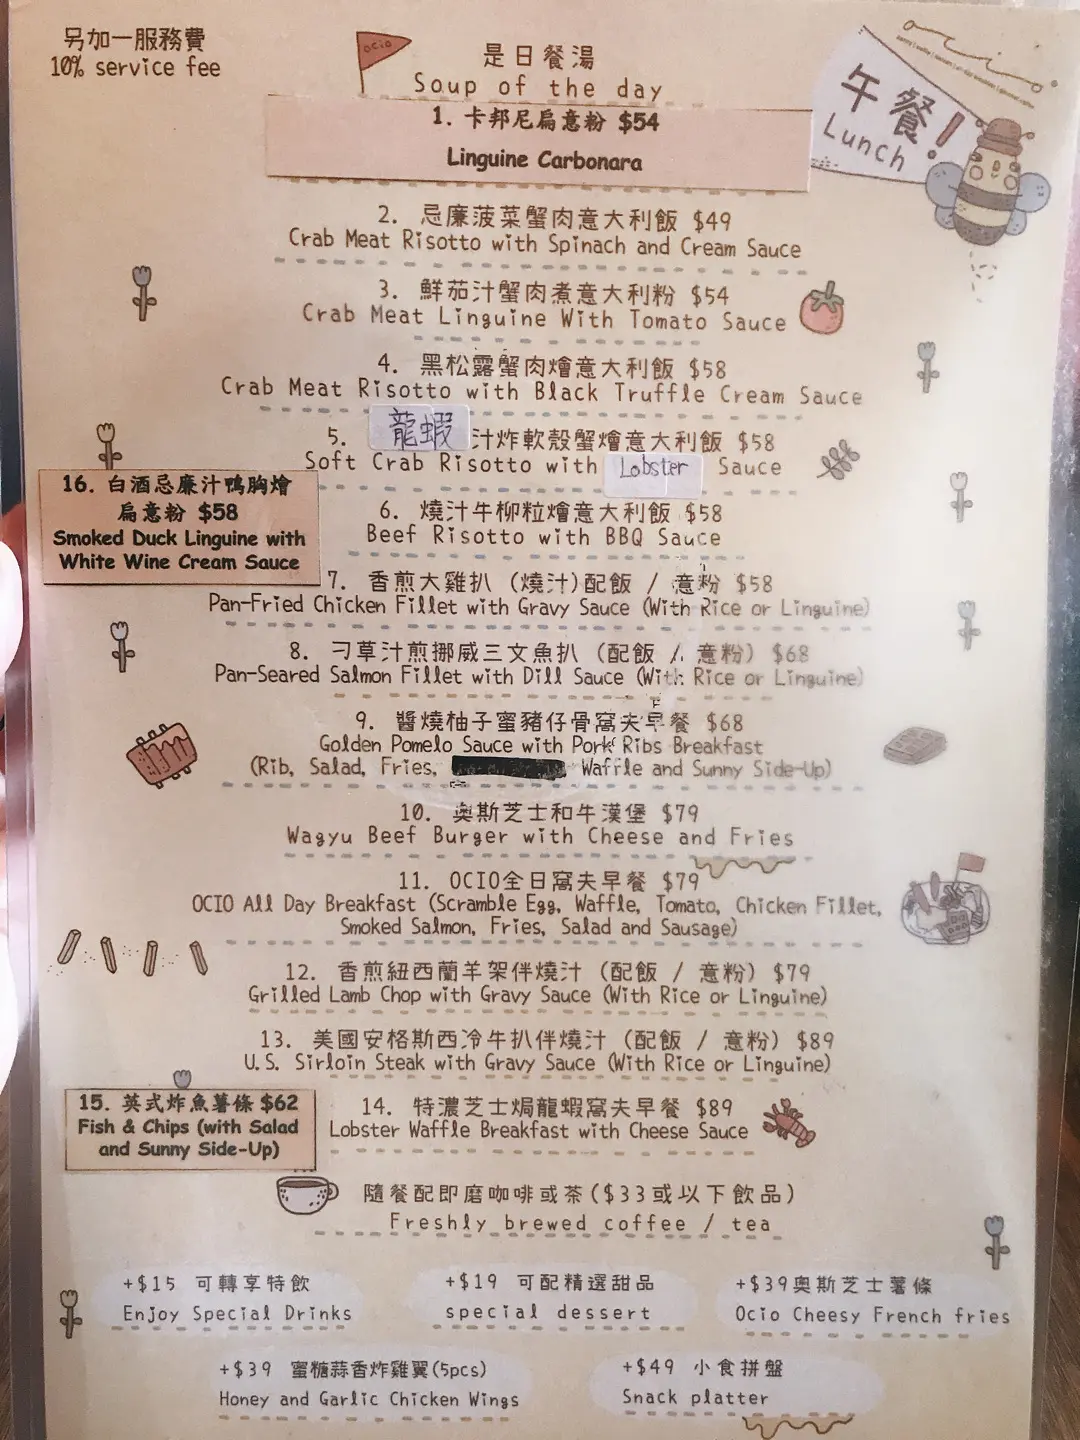 另加一服務費
10% service fee
ocio
是日餐湯
Soup of the day
ocio
午餐!
Lunch
1. 卡邦尼扁意粉 $54
Linguine Carbonara
2. 忌廉菠菜蟹肉意大利飯 $49
Crab Meat Risotto with Spinach and Cream Sauce
3. 鮮茄汁蟹肉煮意大利粉 $54
Crab Meat Linguine With Tomato Sauce
4. 黑松露蟹肉燴意大利飯 $58
Crab Meat Risotto with Black Truffle Cream Sauce
5. 龍蝦汁炸軟殼蟹燴意大利飯 $58
Soft Crab Risotto with Lobster Sauce
16. 白酒忌廉汁鴨胸燴
扁意粉 $58
Smoked Duck Linguine with
White Wine Cream Sauce
6. 燒汁牛柳粒燴意大利飯 $58
Beef Risotto with BBQ Sauce
7. 香煎大雞扒 (燒汁)配飯 / 意粉 $58
Pan-Fried Chicken Fillet with Gravy Sauce (With Rice or Linguine)
8. 刁草汁煎挪威三文魚扒 (配飯 / 意粉) $68
Pan-Seared Salmon Fillet with Dill Sauce (With Rice or Linguine)
9. 醬燒柚子蜜豬仔骨窩夫早餐 $68
Golden Pomelo Sauce with Pork Ribs Breakfast
(Rib, Salad, Fries, Waffle and Sunny Side-Up)
10. 奧斯芝士和牛漢堡 $79
Wagyu Beef Burger with Cheese and Fries
11. OCIO全日窩夫早餐 $79
OCIO All Day Breakfast (Scramble Egg, Waffle, Tomato, Chicken Fillet,
Smoked Salmon, Fries, Salad and Sausage)
12. 香煎紐西蘭羊架伴燒汁 (配飯 / 意粉) $79
Grilled Lamb Chop with Gravy Sauce (With Rice or Linguine)
13. 美國安格斯西冷牛扒伴燒汁 (配飯 / 意粉) $89
U.S. Sirloin Steak with Gravy Sauce (With Rice or Linguine)
15. 英式炸魚薯條 $62
Fish & Chips (with Salad
and Sunny Side-Up)
14. 特濃芝士焗龍蝦窩夫早餐 $89
Lobster Waffle Breakfast with Cheese Sauce
隨餐配即磨咖啡或茶($33或以下飲品)
Freshly brewed coffee / tea
+$15 可轉享特飲
Enjoy Special Drinks
+$19 可配精選甜品
special dessert
+$39奧斯芝士薯條
Ocio Cheesy French fries
+$39 蜜糖蒜香炸雞翼(5pcs)
Honey and Garlic Chicken Wings
+$49 小食拼盤
Snack platter